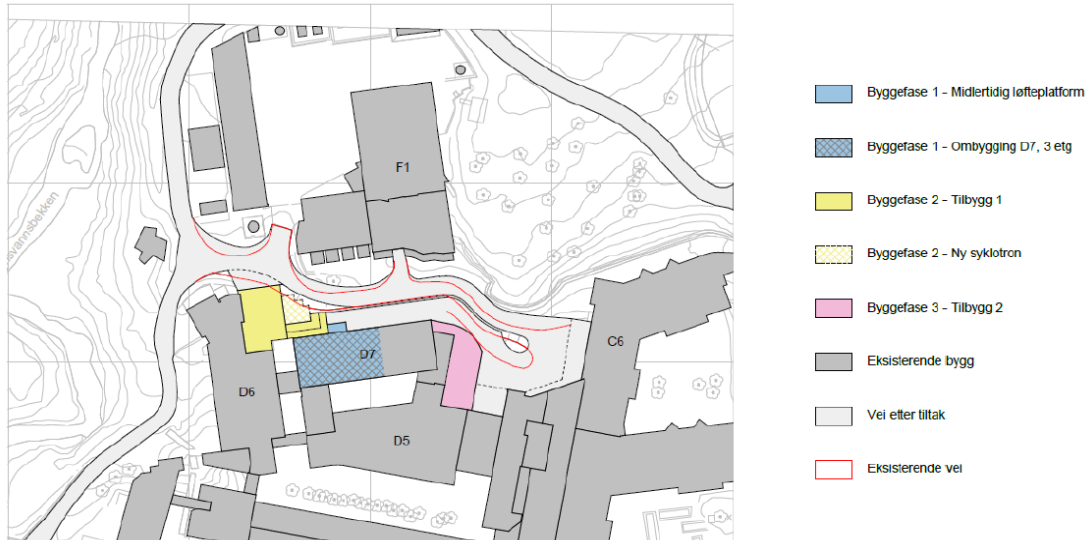 Byggefase 1 - Midlertidig løfteplatform
Byggefase 1 - Ombygging D7, 3 etg
F1
Byggefase 2 - Tilbygg 1
svannsbekken
Byggefase 2 - Ny syklotron
Byggefase 3 - Tilbygg 2
C6
D7
Eksisterende bygg
D6
Vei etter tiltak
D5
Eksisterende vei